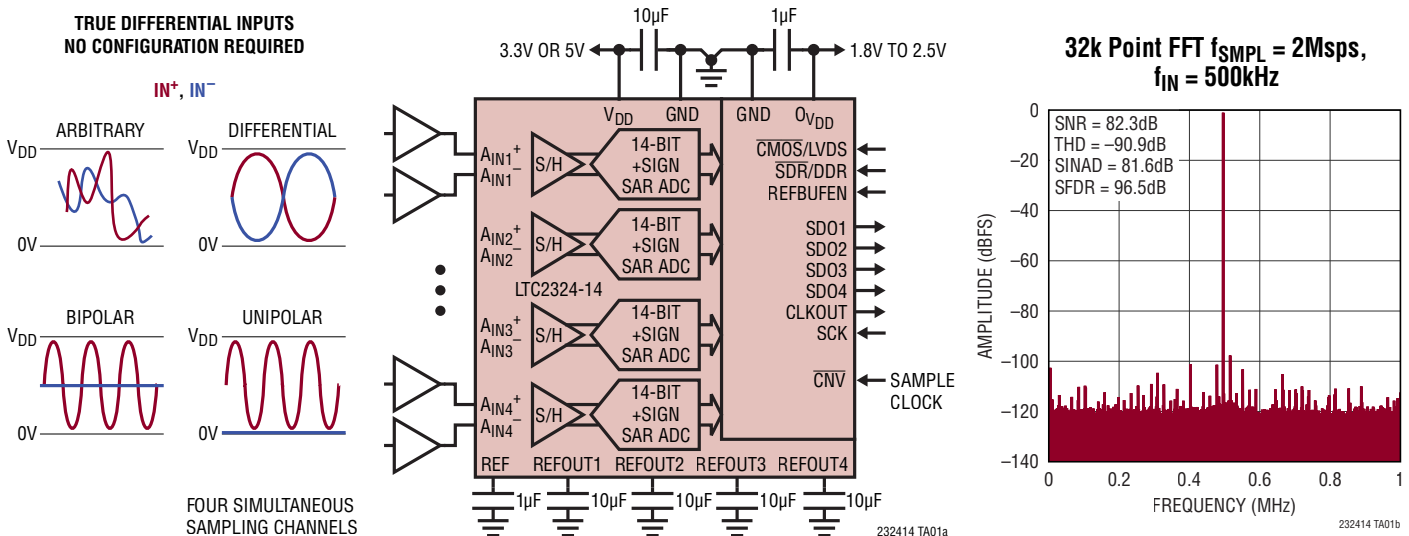 TRUE DIFFERENTIAL INPUTS
NO CONFIGURATION REQUIRED
IN+, IN−
ARBITRARY
VDD
0V
DIFFERENTIAL
VDD
0V
BIPOLAR
VDD
0V
UNIPOLAR
VDD
0V
FOUR SIMULTANEOUS
SAMPLING CHANNELS
10µF
1µF
3.3V OR 5V
1.8V TO 2.5V
VDD
GND
GND
OVDD
AIN1+
AIN1−
S/H
14-BIT
+SIGN
SAR ADC
AIN2+
AIN2−
S/H
14-BIT
+SIGN
SAR ADC
LTC2324-14
AIN3+
AIN3−
S/H
14-BIT
+SIGN
SAR ADC
AIN4+
AIN4−
S/H
14-BIT
+SIGN
SAR ADC
CMOS/LVDS
SDR/DDR
REFBUFEN
SDO1
SDO2
SDO3
SDO4
CLKOUT
SCK
CNV
SAMPLE
CLOCK
REF
REFOUT1
REFOUT2
REFOUT3
REFOUT4
1µF
10µF
10µF
10µF
10µF
232414 TA01a
32k Point FFT fSMPL = 2Msps,
fIN = 500kHz
SNR = 82.3dB
THD = −90.9dB
SINAD = 81.6dB
SFDR = 96.5dB
AMPLITUDE (dBFS)
0
−20
−40
−60
−80
−100
−120
−140
0
0.2
0.4
0.6
0.8
1
FREQUENCY (MHz)
232414 TA01b